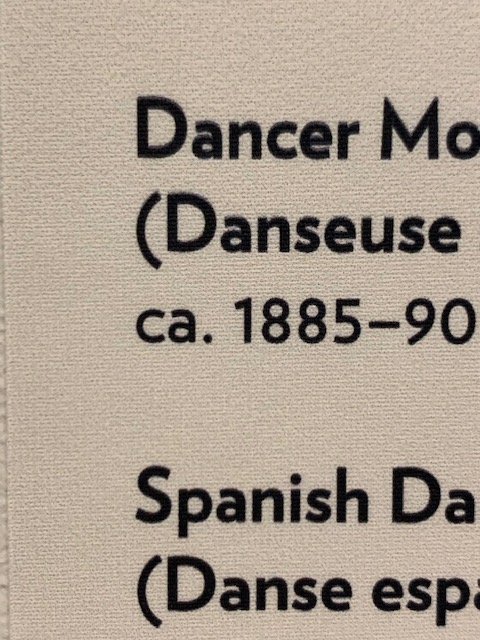 Dancer Mo
(Danseuse
ca. 1885–90
Spanish Da
(Danse espa